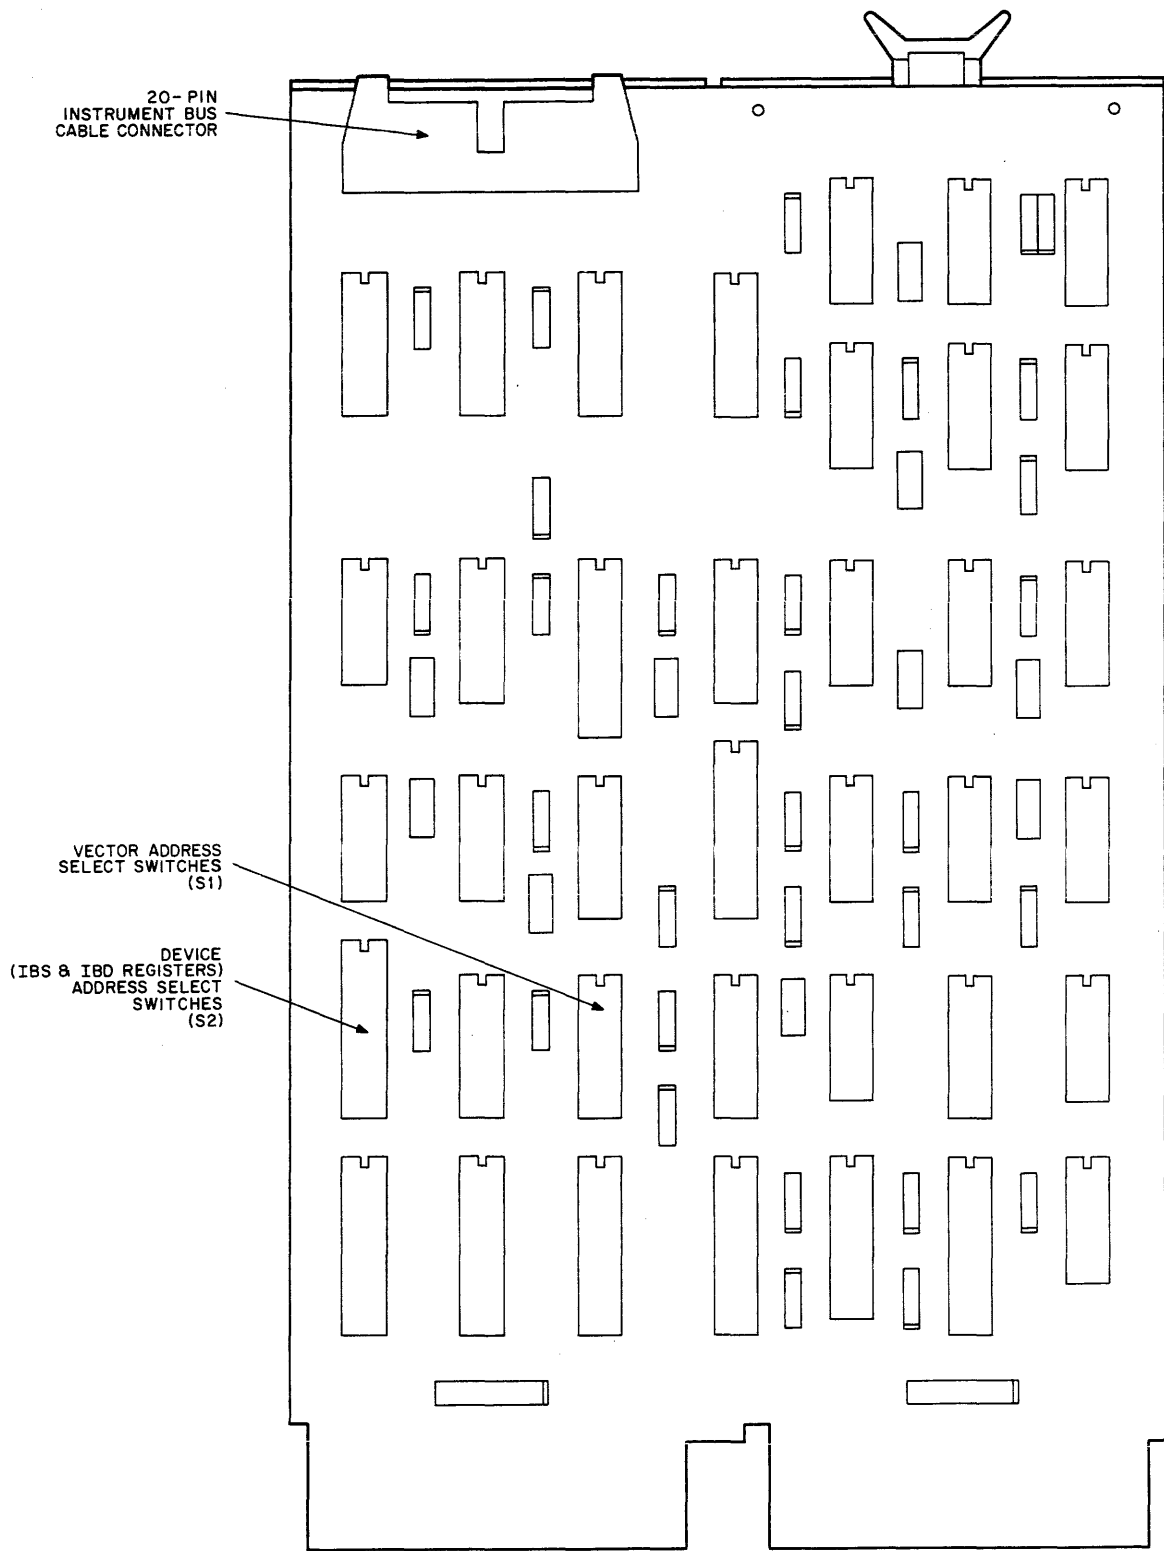 20-PIN
INSTRUMENT BUS
CABLE CONNECTOR
VECTOR ADDRESS
SELECT SWITCHES
(S1)
DEVICE
(IBS & IBD REGISTERS)
ADDRESS SELECT
SWITCHES
(S2)